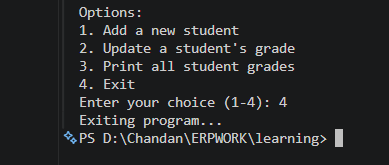 Options:
1. Add a new student
2. Update a student's grade
3. Print all student grades
4. Exit
Enter your choice (1-4): 4
Exiting program...
PS D:\Chandan\ERPWORK\learning>